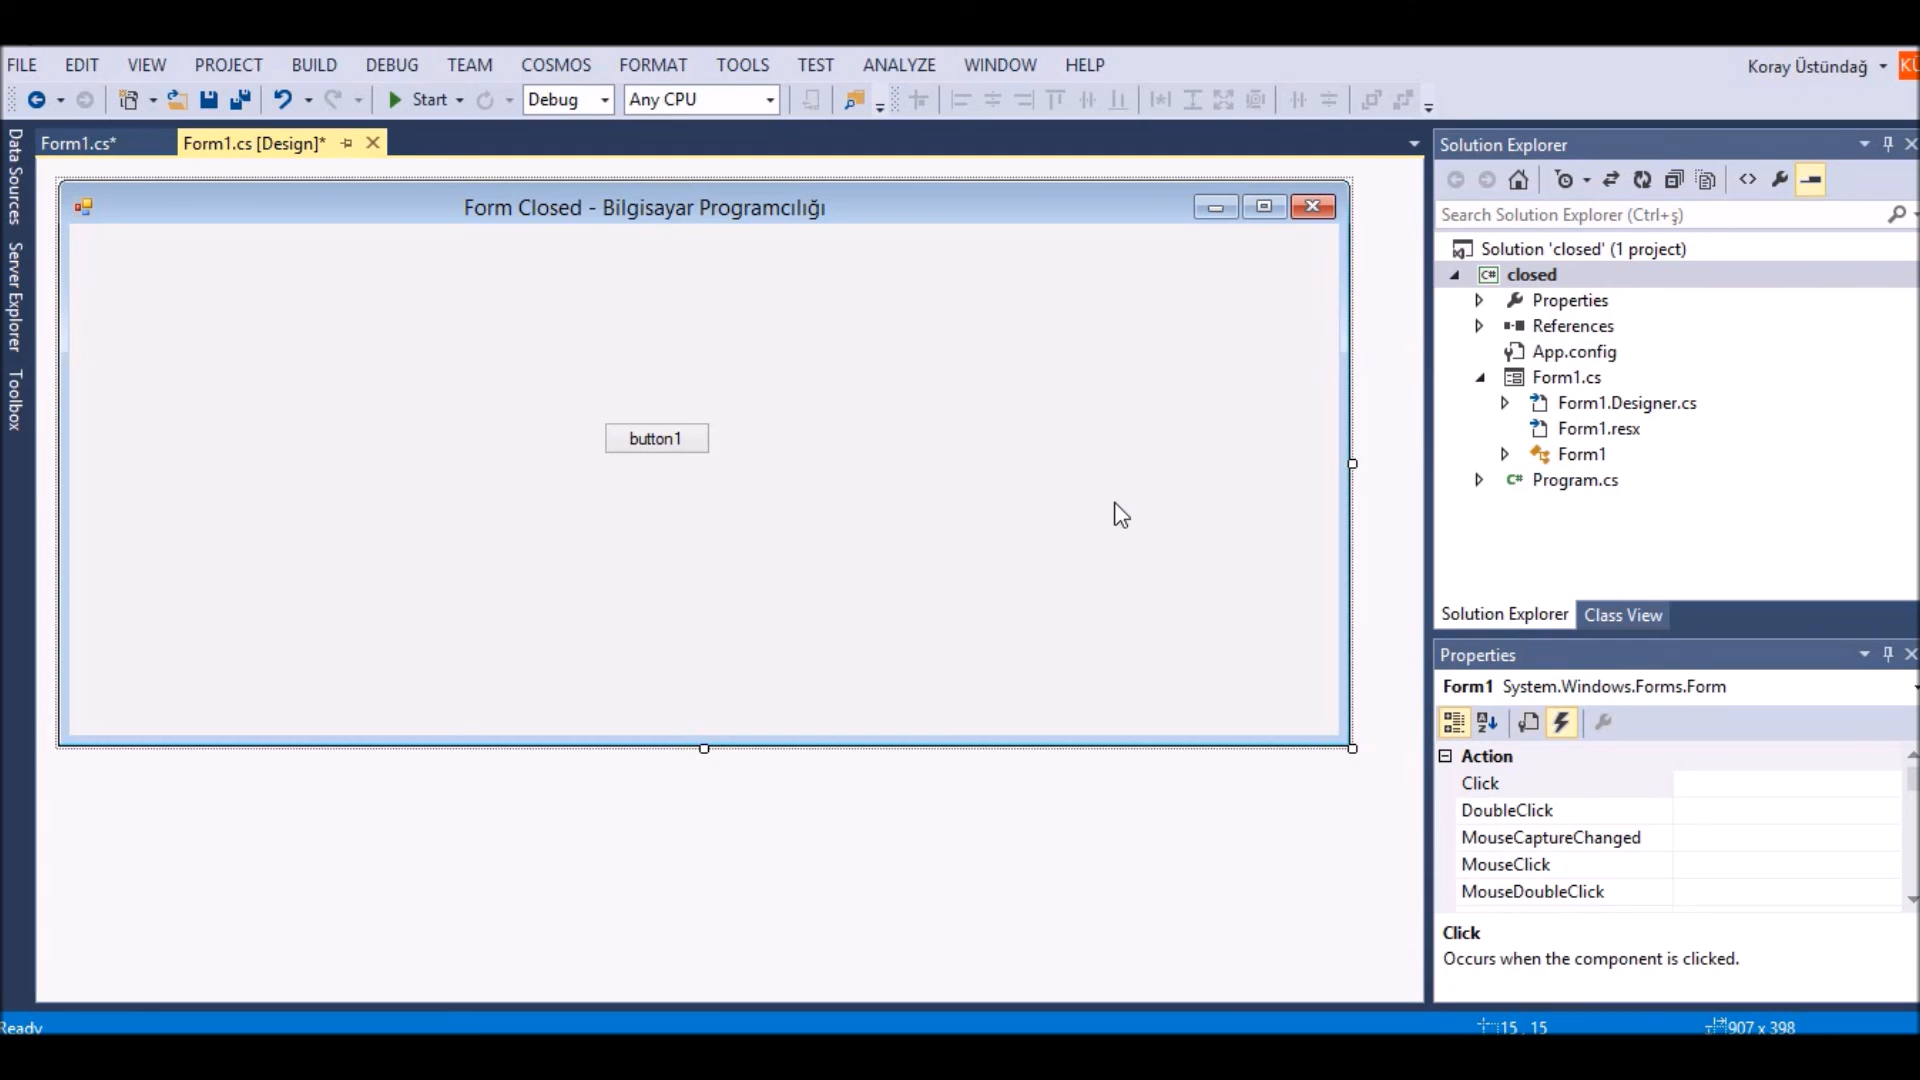 FILE EDIT VIEW PROJECT BUILD DEBUG TEAM COSMOS FORMAT TOOLS TEST ANALYZE WINDOW HELP
Koray Üstündağ
KÜ
Start
Debug
Any CPU
Form1.cs*
Form1.cs [Design]*
Data Sources
Server Explorer
Toolbox
Form Closed - Bilgisayar Programcılığı
button1
Solution Explorer
Search Solution Explorer (Ctrl+ş)
Solution 'closed' (1 project)
C# closed
Properties
References
App.config
Form1.cs
Form1.Designer.cs
Form1.resx
Form1
C# Program.cs
Solution Explorer
Class View
Properties
Form1 System.Windows.Forms.Form
Action
Click
DoubleClick
MouseCaptureChanged
MouseClick
MouseDoubleClick
Click
Occurs when the component is clicked.
Ready
15 , 15
907 x 398